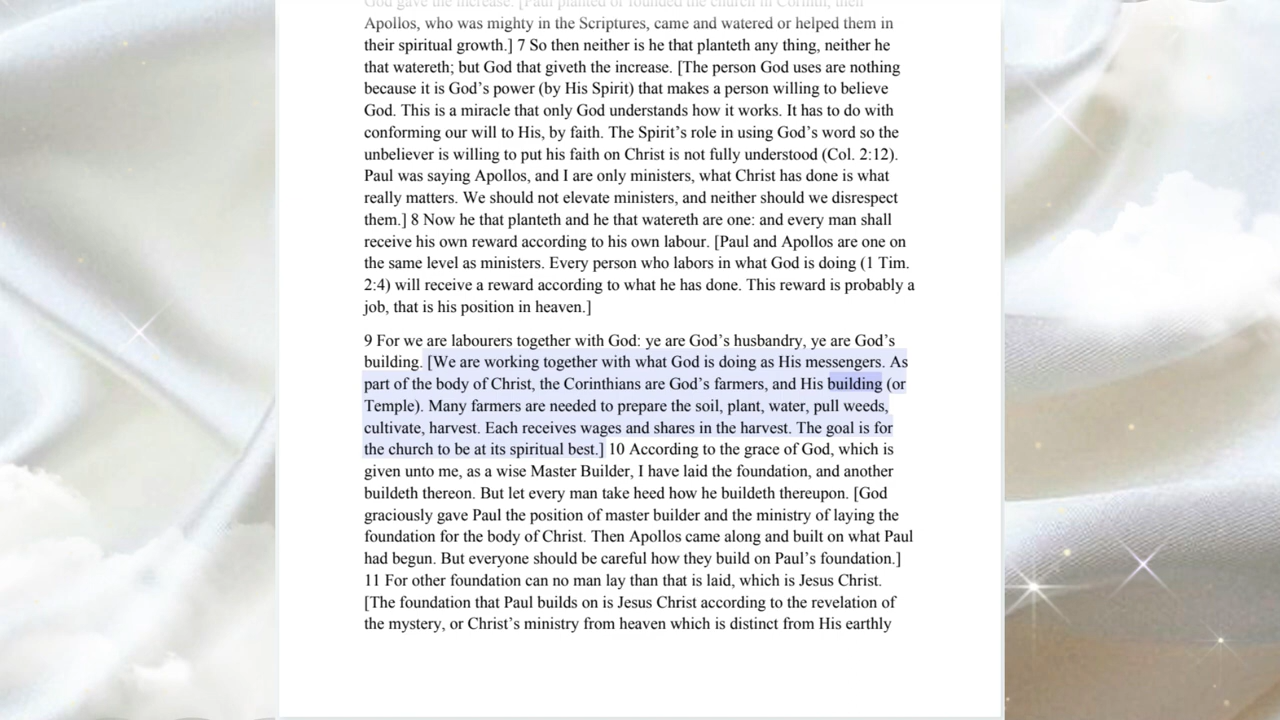 God gave the increase. [Paul planted or founded the church in Corinth, then
Apollos, who was mighty in the Scriptures, came and watered or helped them in
their spiritual growth.] 7 So then neither is he that planteth any thing, neither he
that watereth; but God that giveth the increase. [The person God uses are nothing
because it is God’s power (by His Spirit) that makes a person willing to believe
God. This is a miracle that only God understands how it works. It has to do with
conforming our will to His, by faith. The Spirit’s role in using God’s word so the
unbeliever is willing to put his faith on Christ is not fully understood (Col. 2:12).
Paul was saying Apollos, and I are only ministers, what Christ has done is what
really matters. We should not elevate ministers, and neither should we disrespect
them.] 8 Now he that planteth and he that watereth are one: and every man shall
receive his own reward according to his own labour. [Paul and Apollos are one on
the same level as ministers. Every person who labors in what God is doing (1 Tim.
2:4) will receive a reward according to what he has done. This reward is probably a
job, that is his position in heaven.]
9 For we are labourers together with God: ye are God’s husbandry, ye are God’s
building. [We are working together with what God is doing as His messengers. As
part of the body of Christ, the Corinthians are God’s farmers, and His building (or
Temple). Many farmers are needed to prepare the soil, plant, water, pull weeds,
cultivate, harvest. Each receives wages and shares in the harvest. The goal is for
the church to be at its spiritual best.] 10 According to the grace of God, which is
given unto me, as a wise Master Builder, I have laid the foundation, and another
buildeth thereon. But let every man take heed how he buildeth thereupon. [God
graciously gave Paul the position of master builder and the ministry of laying the
foundation for the body of Christ. Then Apollos came along and built on what Paul
had begun. But everyone should be careful how they build on Paul’s foundation.]
11 For other foundation can no man lay than that is laid, which is Jesus Christ.
[The foundation that Paul builds on is Jesus Christ according to the revelation of
the mystery, or Christ’s ministry from heaven which is distinct from His earthly